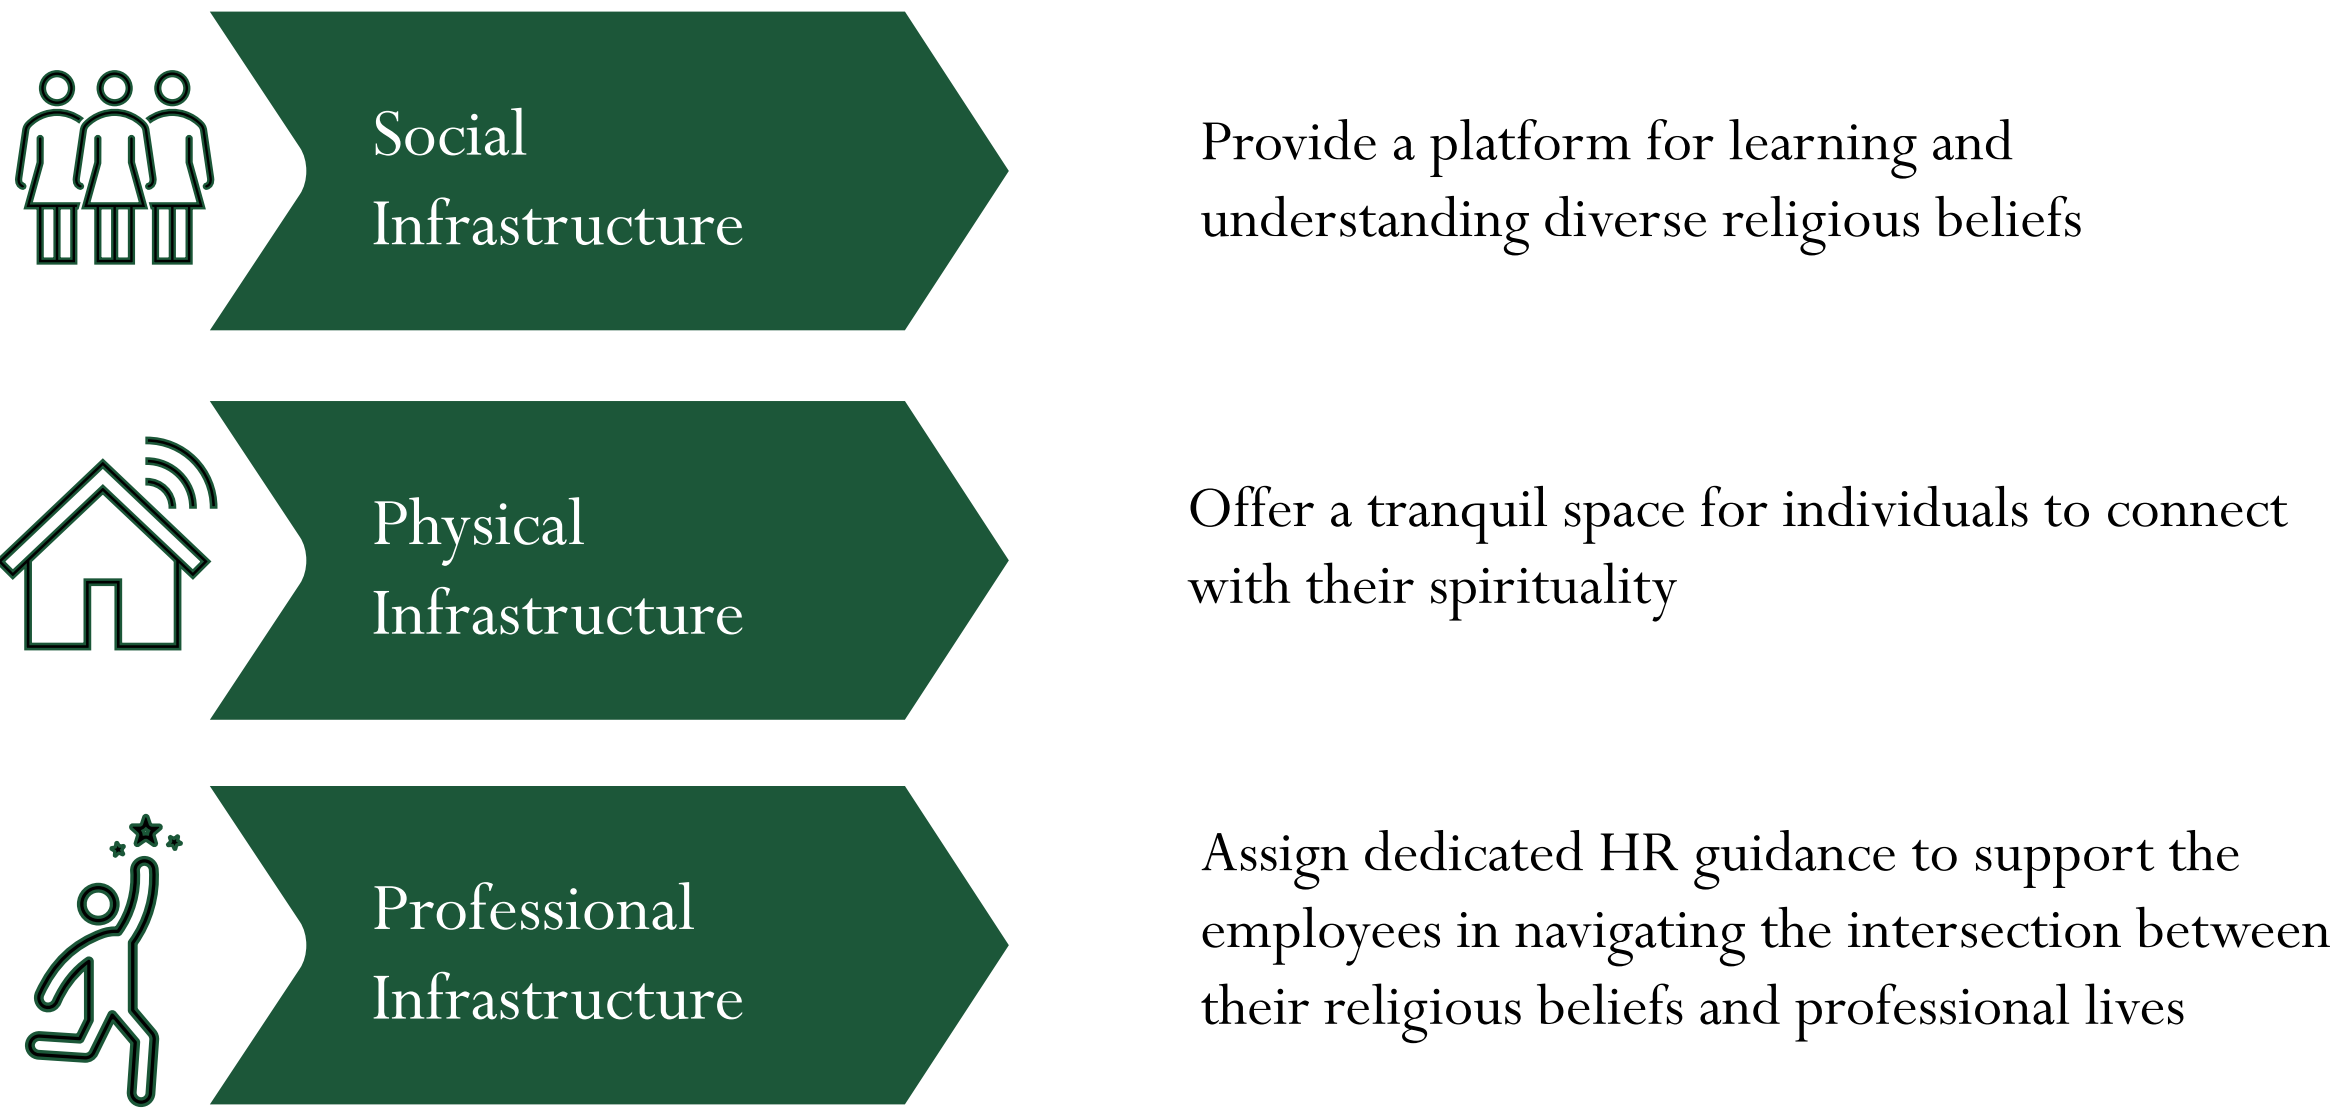 Social
Infrastructure
Provide a platform for learning and
understanding diverse religious beliefs
Physical
Infrastructure
Offer a tranquil space for individuals to connect
with their spirituality
Professional
Infrastructure
Assign dedicated HR guidance to support the
employees in navigating the intersection between
their religious beliefs and professional lives